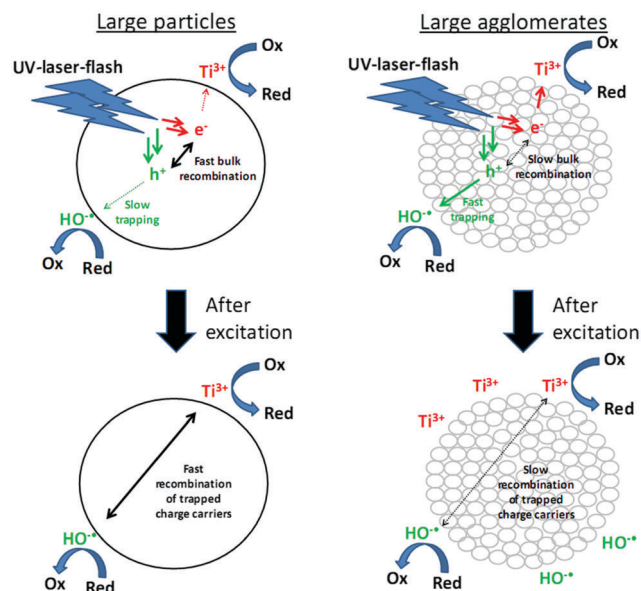 Large particles
Ox
UV-laser-flash
Ti³⁺
Red
e⁻
Fast bulk
recombination
h⁺
Slow
trapping
HO⁻•
Ox
Red
After
excitation
Ox
Ti³⁺
Red
Fast
recombination
of trapped
charge carriers
HO⁻•
Ox
Red
Large agglomerates
Ox
UV-laser-flash
Ti³⁺
Red
e⁻
Slow bulk
recombination
h⁺
Fast
trapping
HO⁻•
Ox
Red
After
excitation
Ox
Ti³⁺
Ti³⁺
Red
Ti³⁺
Slow
recombination
of trapped
charge carriers
HO⁻•
HO⁻•
Ox
Red
HO⁻•